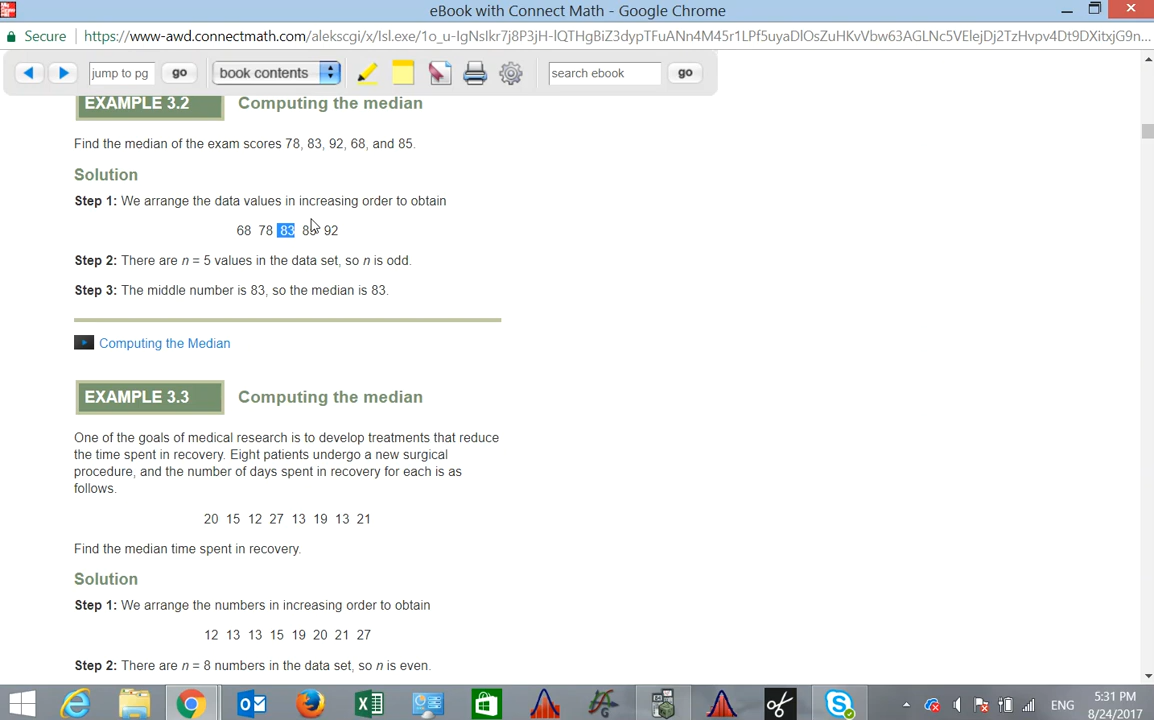 eBook with Connect Math - Google Chrome
Secure https://www-awd.connectmath.com/alekscgi/x/Isl.exe/1o_u-IgNsIkr7j8P3jH-lQTHgBiZ3dypTFuANn4M45r1LPf5uyaDlOsZuHKvVbw63AGLNc5VElejDj2TzHvpv4Dt9DXitxjG9n...
jump to pg go book contents search ebook go
EXAMPLE 3.2 Computing the median
Find the median of the exam scores 78, 83, 92, 68, and 85.
Solution
Step 1: We arrange the data values in increasing order to obtain
68 78 83 85 92
Step 2: There are n = 5 values in the data set, so n is odd.
Step 3: The middle number is 83, so the median is 83.
Computing the Median
EXAMPLE 3.3 Computing the median
One of the goals of medical research is to develop treatments that reduce
the time spent in recovery. Eight patients undergo a new surgical
procedure, and the number of days spent in recovery for each is as
follows.
20 15 12 27 13 19 13 21
Find the median time spent in recovery.
Solution
Step 1: We arrange the numbers in increasing order to obtain
12 13 13 15 19 20 21 27
Step 2: There are n = 8 numbers in the data set, so n is even.
ENG
5:31 PM
8/24/2017